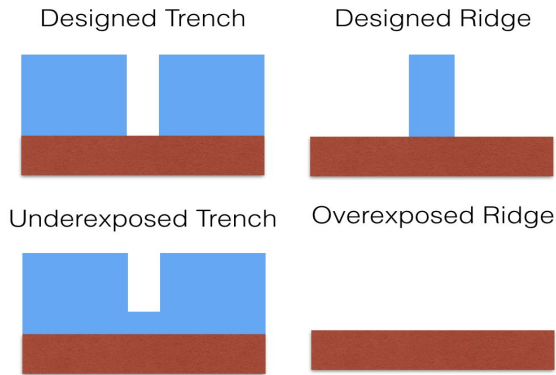 Designed Trench
Designed Ridge
Underexposed Trench
Overexposed Ridge